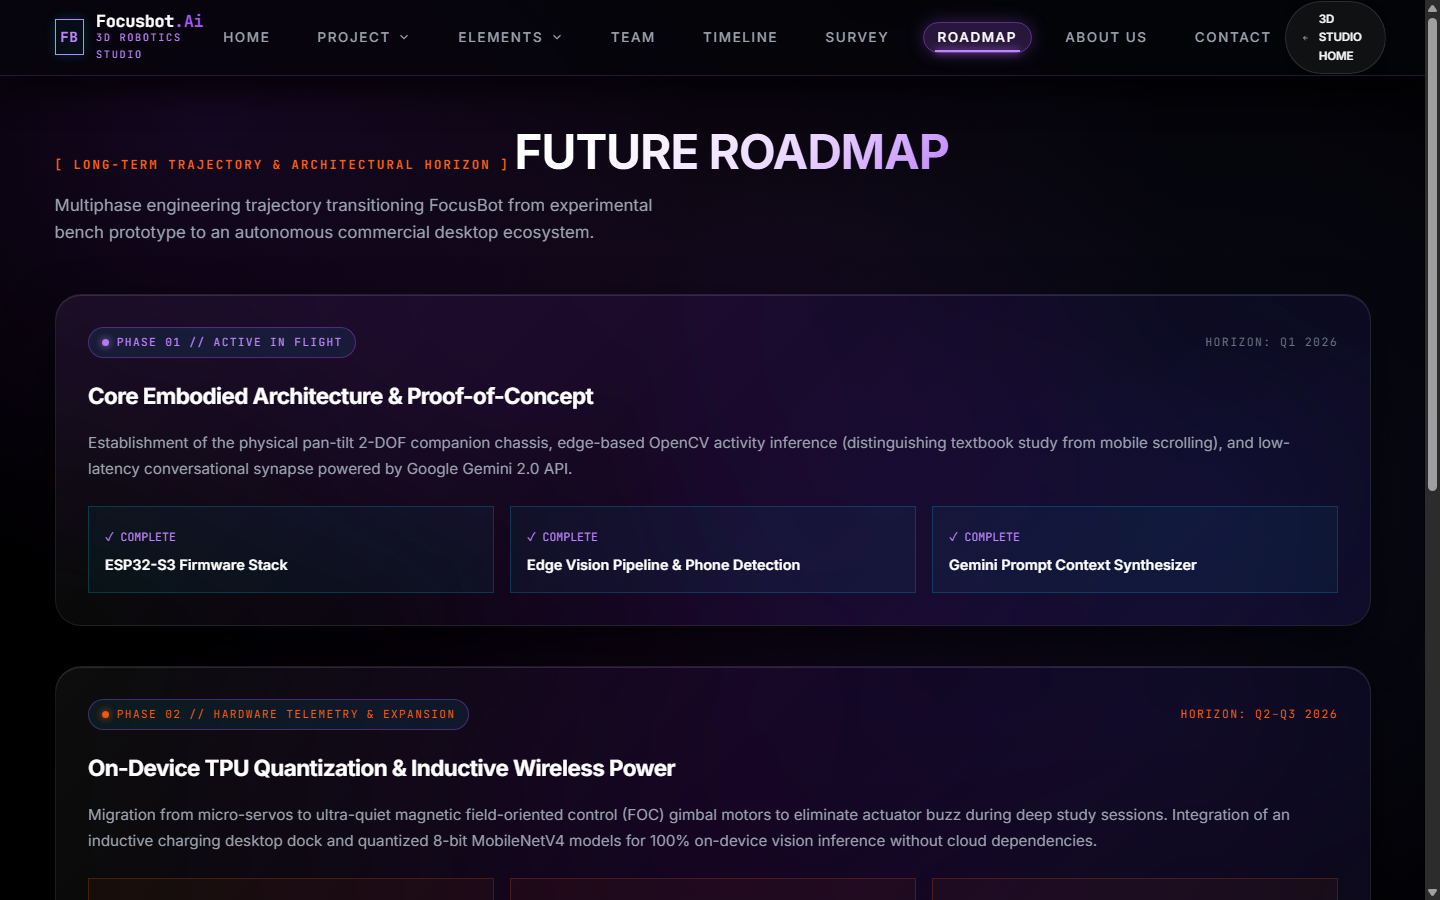 FB
Focusbot.Ai
3D ROBOTICS
STUDIO
HOME
PROJECT
ELEMENTS
TEAM
TIMELINE
SURVEY
ROADMAP
ABOUT US
CONTACT
← 3D STUDIO HOME
[ LONG-TERM TRAJECTORY & ARCHITECTURAL HORIZON ] FUTURE ROADMAP
Multiphase engineering trajectory transitioning FocusBot from experimental
bench prototype to an autonomous commercial desktop ecosystem.
PHASE 01 // ACTIVE IN FLIGHT
HORIZON: Q1 2026
Core Embodied Architecture & Proof-of-Concept
Establishment of the physical pan-tilt 2-DOF companion chassis, edge-based OpenCV activity inference (distinguishing textbook study from mobile scrolling), and low-
latency conversational synapse powered by Google Gemini 2.0 API.
✓ COMPLETE
ESP32-S3 Firmware Stack
✓ COMPLETE
Edge Vision Pipeline & Phone Detection
✓ COMPLETE
Gemini Prompt Context Synthesizer
PHASE 02 // HARDWARE TELEMETRY & EXPANSION
HORIZON: Q2-Q3 2026
On-Device TPU Quantization & Inductive Wireless Power
Migration from micro-servos to ultra-quiet magnetic field-oriented control (FOC) gimbal motors to eliminate actuator buzz during deep study sessions. Integration of an
inductive charging desktop dock and quantized 8-bit MobileNetV4 models for 100% on-device vision inference without cloud dependencies.